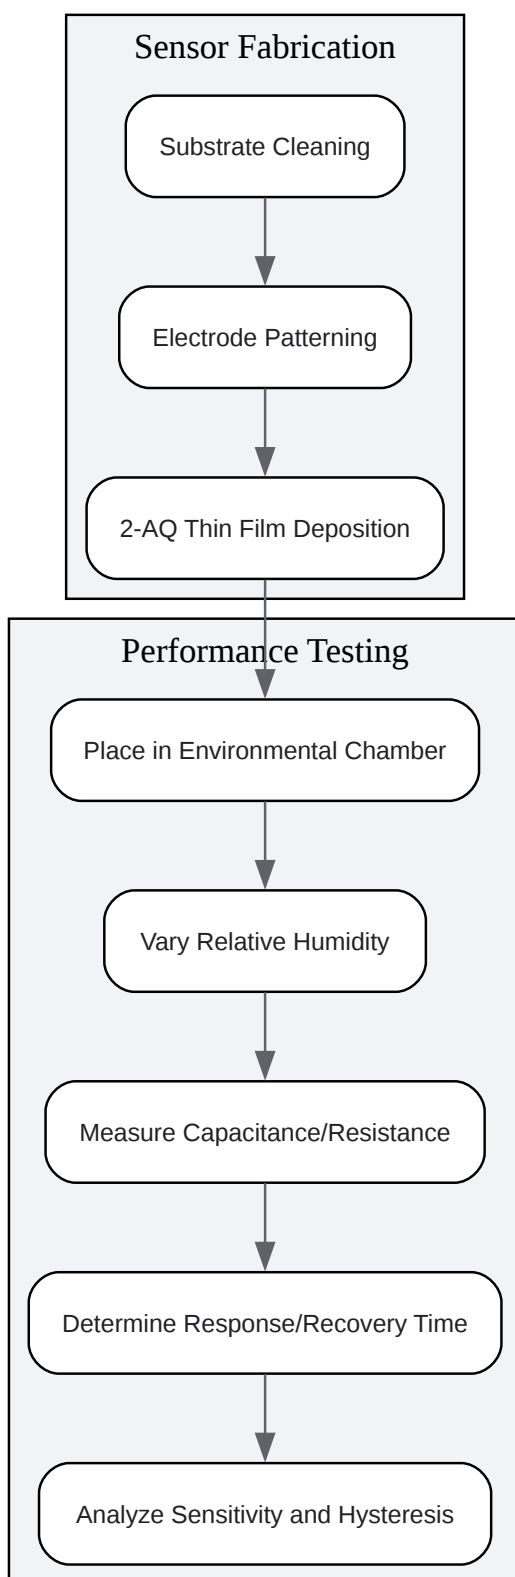 Sensor Fabrication
Substrate Cleaning
Electrode Patterning
2-AQ Thin Film Deposition
Performance Testing
Place in Environmental Chamber
Vary Relative Humidity
Measure Capacitance/Resistance
Determine Response/Recovery Time
Analyze Sensitivity and Hysteresis